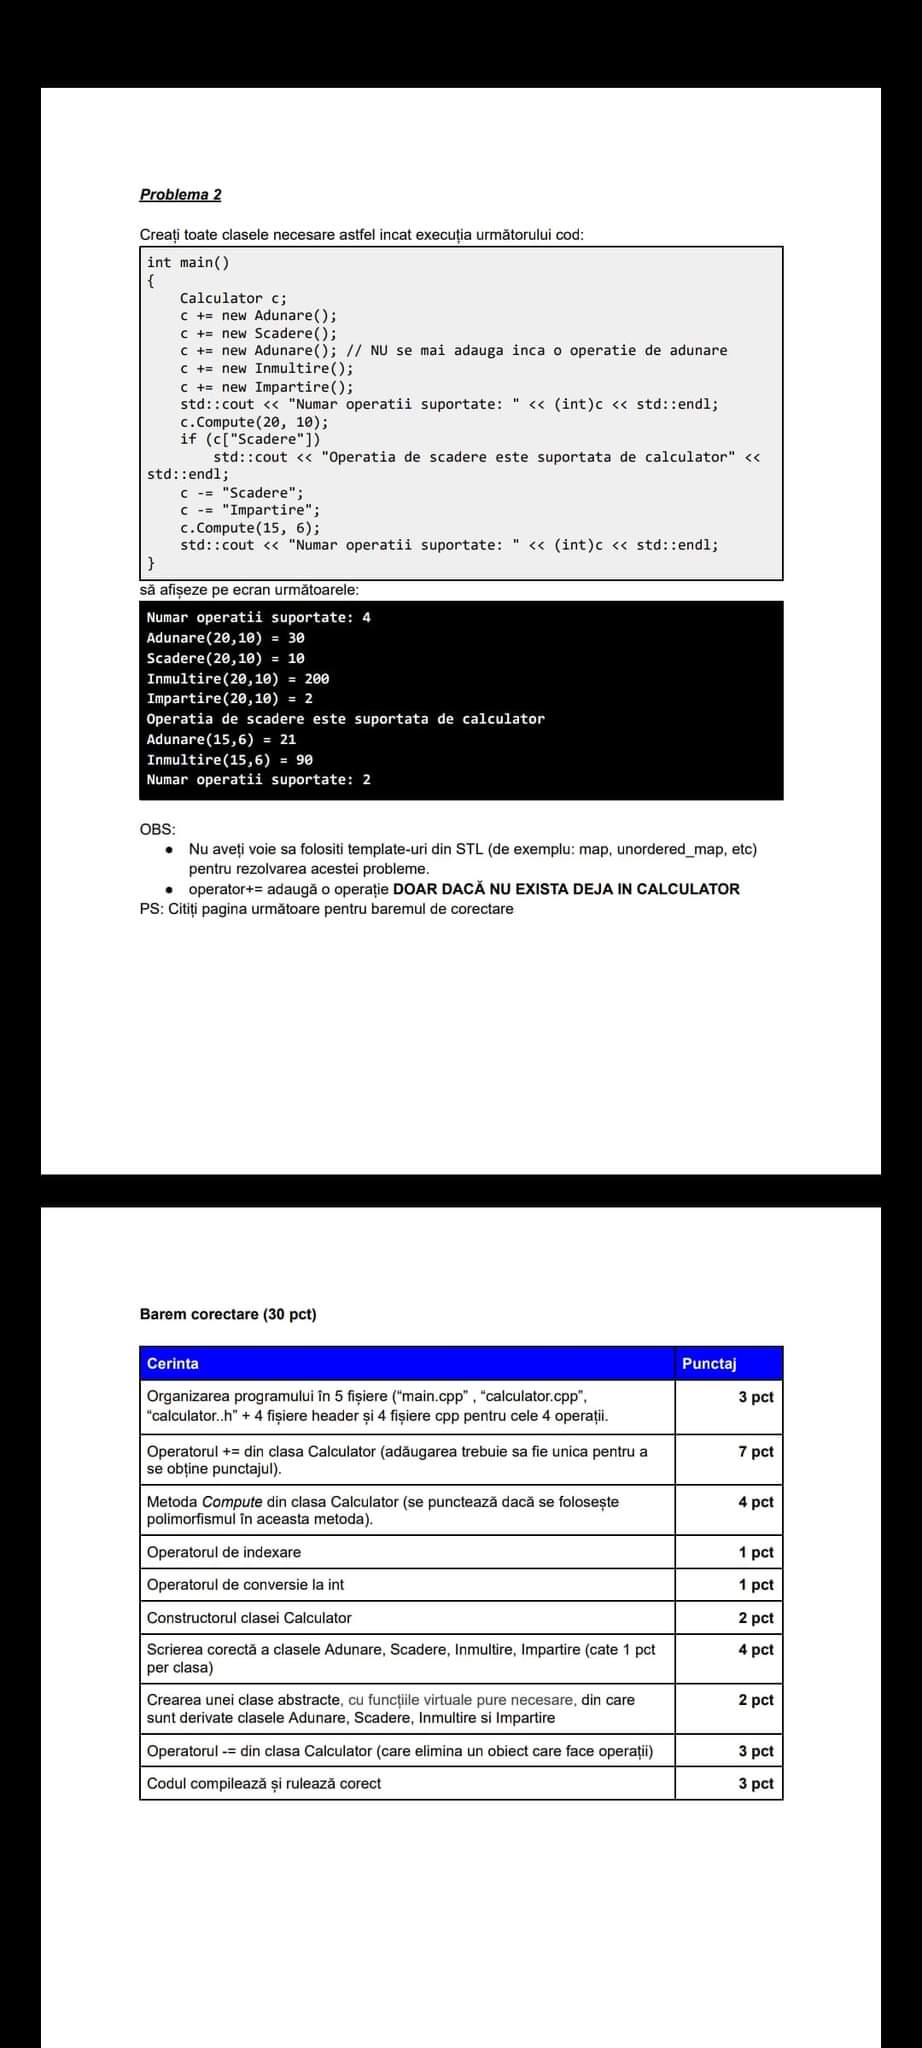 Problema 2
Creați toate clasele necesare astfel incat execuția următorului cod:
int main()
{
    Calculator c;
    c += new Adunare();
    c += new Scadere();
    c += new Adunare(); // NU se mai adauga inca o operatie de adunare
    c += new Inmultire();
    c += new Impartire();
    std::cout << "Numar operatii suportate: " << (int)c << std::endl;
    c.Compute(20, 10);
    if (c["Scadere"])
        std::cout << "Operatia de scadere este suportata de calculator" <<
std::endl;
    c -= "Scadere";
    c -= "Impartire";
    c.Compute(15, 6);
    std::cout << "Numar operatii suportate: " << (int)c << std::endl;
}
să afișeze pe ecran următoarele:
Numar operatii suportate: 4
Adunare(20,10) = 30
Scadere(20,10) = 10
Inmultire(20,10) = 200
Impartire(20,10) = 2
Operatia de scadere este suportata de calculator
Adunare(15,6) = 21
Inmultire(15,6) = 90
Numar operatii suportate: 2
OBS:
● Nu aveți voie sa folositi template-uri din STL (de exemplu: map, unordered_map, etc)
pentru rezolvarea acestei probleme.
● operator+= adaugă o operație DOAR DACĂ NU EXISTA DEJA IN CALCULATOR
PS: Citiți pagina următoare pentru baremul de corectare
Barem corectare (30 pct)
Cerinta Punctaj
Organizarea programului în 5 fișiere (“main.cpp” , “calculator.cpp”, 3 pct
“calculator..h” + 4 fișiere header și 4 fișiere cpp pentru cele 4 operații.
Operatorul += din clasa Calculator (adăugarea trebuie sa fie unica pentru a 7 pct
se obține punctajul).
Metoda Compute din clasa Calculator (se punctează dacă se folosește 4 pct
polimorfismul în aceasta metoda).
Operatorul de indexare 1 pct
Operatorul de conversie la int 1 pct
Constructorul clasei Calculator 2 pct
Scrierea corectă a clasele Adunare, Scadere, Inmultire, Impartire (cate 1 pct 4 pct
per clasa)
Crearea unei clase abstracte, cu funcțiile virtuale pure necesare, din care 2 pct
sunt derivate clasele Adunare, Scadere, Inmultire si Impartire
Operatorul -= din clasa Calculator (care elimina un obiect care face operații) 3 pct
Codul compilează și rulează corect 3 pct